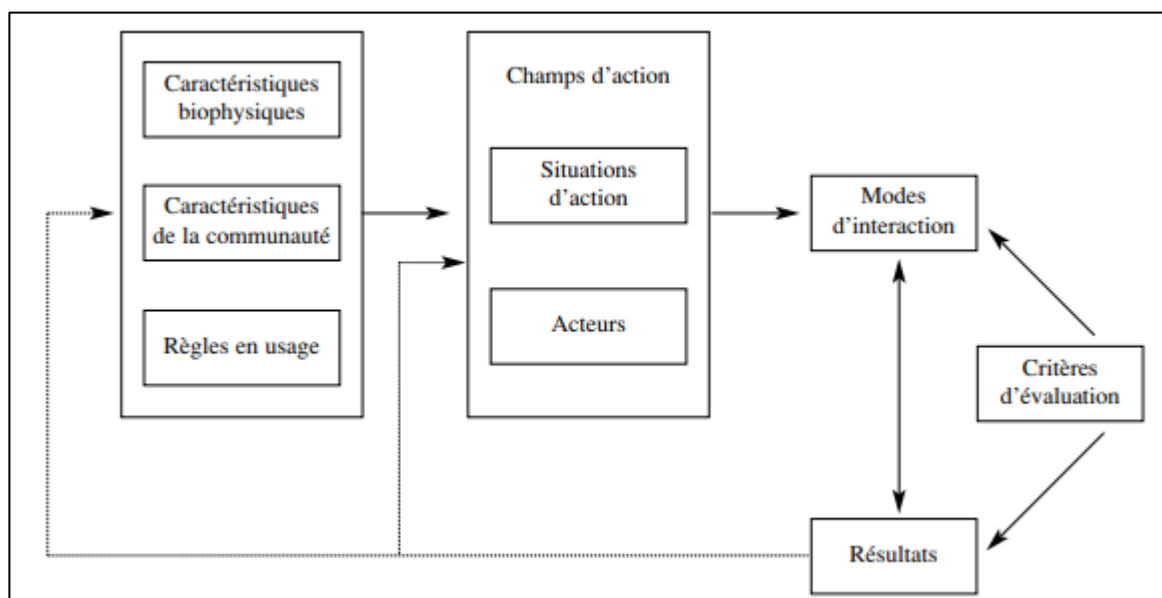 Caractéristiques
biophysiques
Caractéristiques
de la communauté
Règles en usage
Champs d'action
Situations
d'action
Acteurs
Modes
d'interaction
Critères
d'évaluation
Résultats